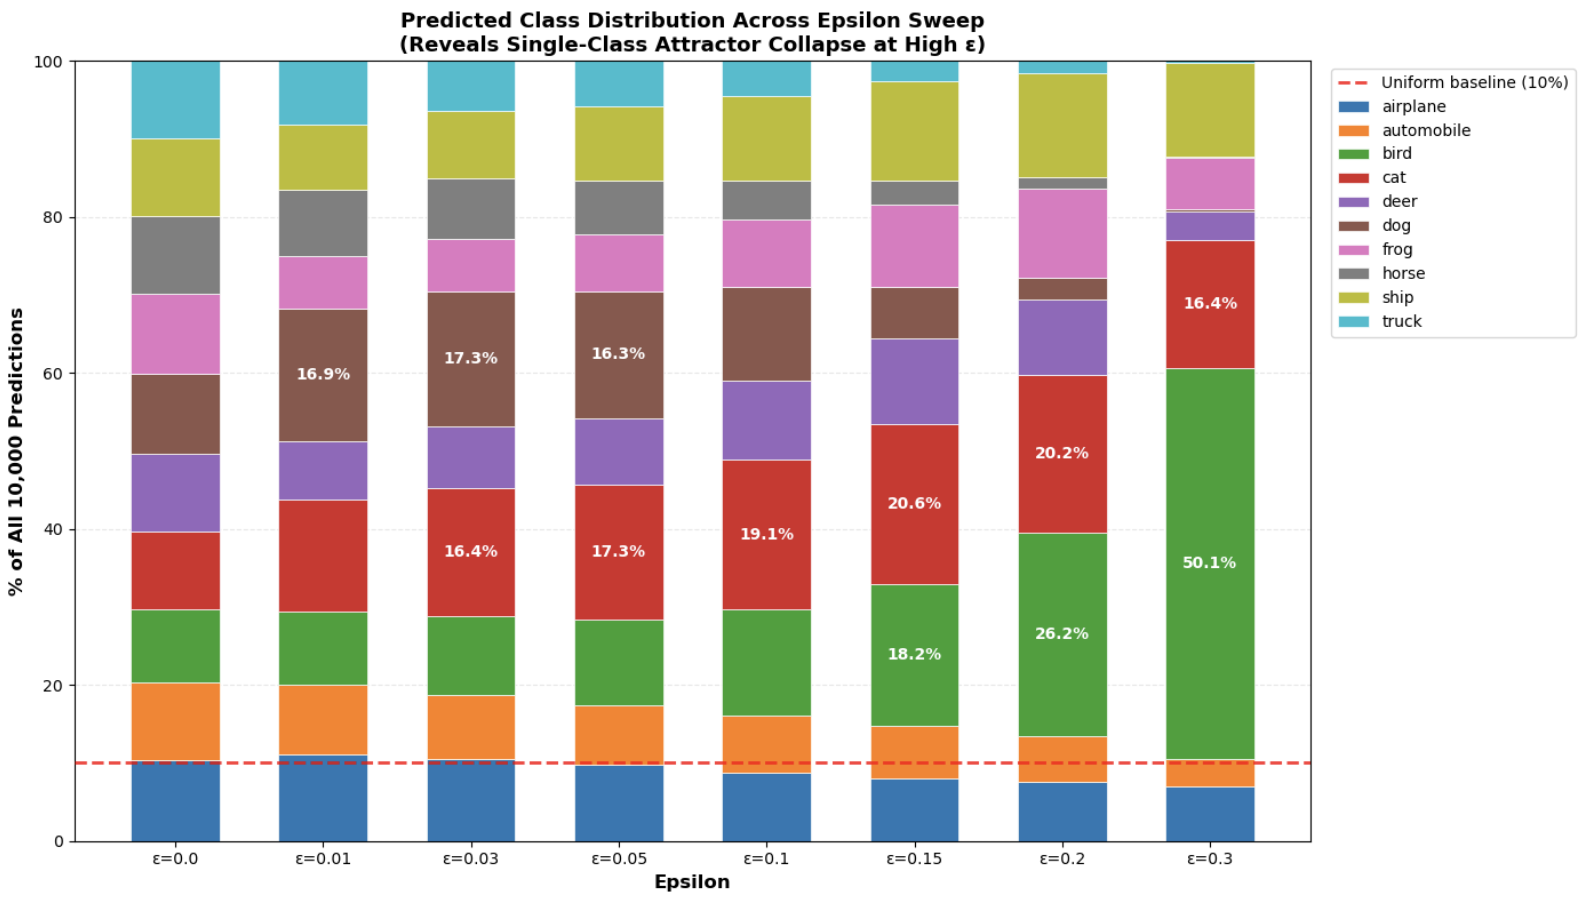 Predicted Class Distribution Across Epsilon Sweep
(Reveals Single-Class Attractor Collapse at High ε)
% of All 10,000 Predictions
100
80
60
40
20
0
16.9%
17.3%
16.4%
16.3%
17.3%
19.1%
20.6%
18.2%
20.2%
26.2%
16.4%
50.1%
ε=0.0
ε=0.01
ε=0.03
ε=0.05
ε=0.1
ε=0.15
ε=0.2
ε=0.3
Epsilon
Uniform baseline (10%)
airplane
automobile
bird
cat
deer
dog
frog
horse
ship
truck